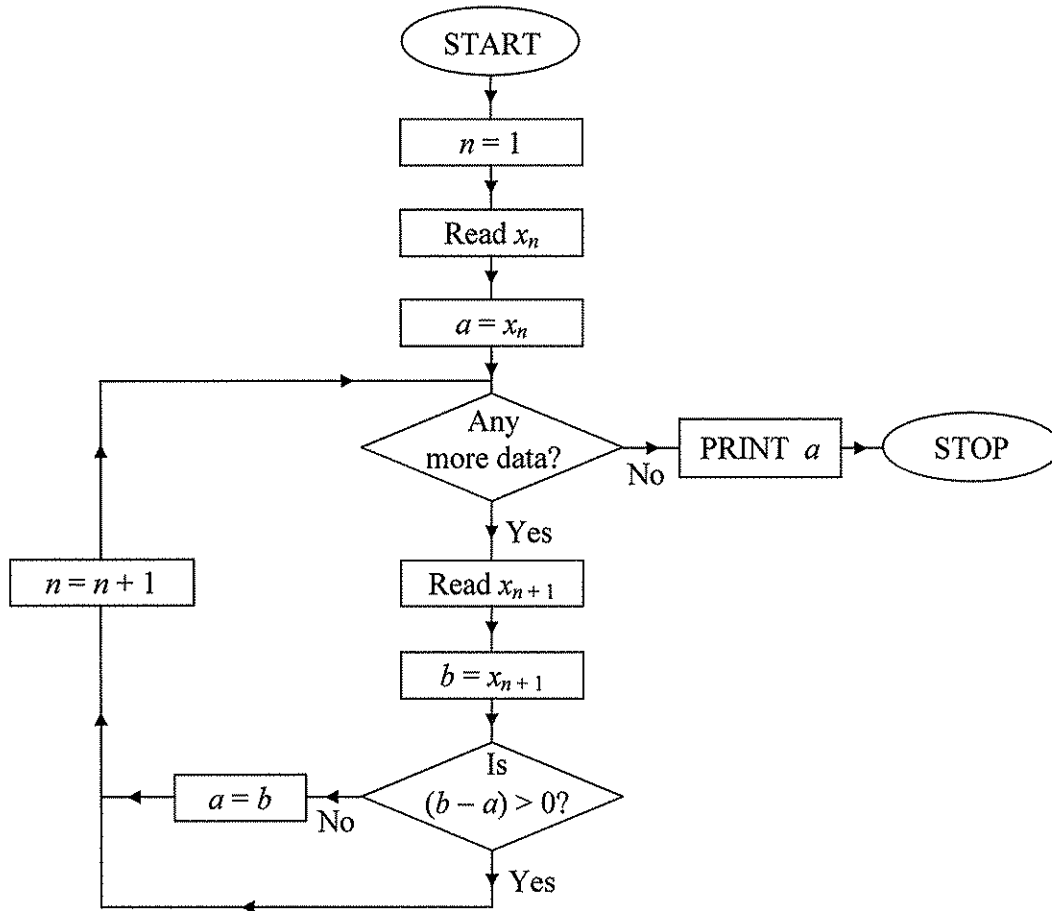 START
n = 1
Read xₙ
a = xₙ
Any
more data?
No
PRINT a
STOP
Yes
Read xₙ₊₁
b = xₙ₊₁
Is
(b – a) > 0?
No
a = b
Yes
n = n + 1